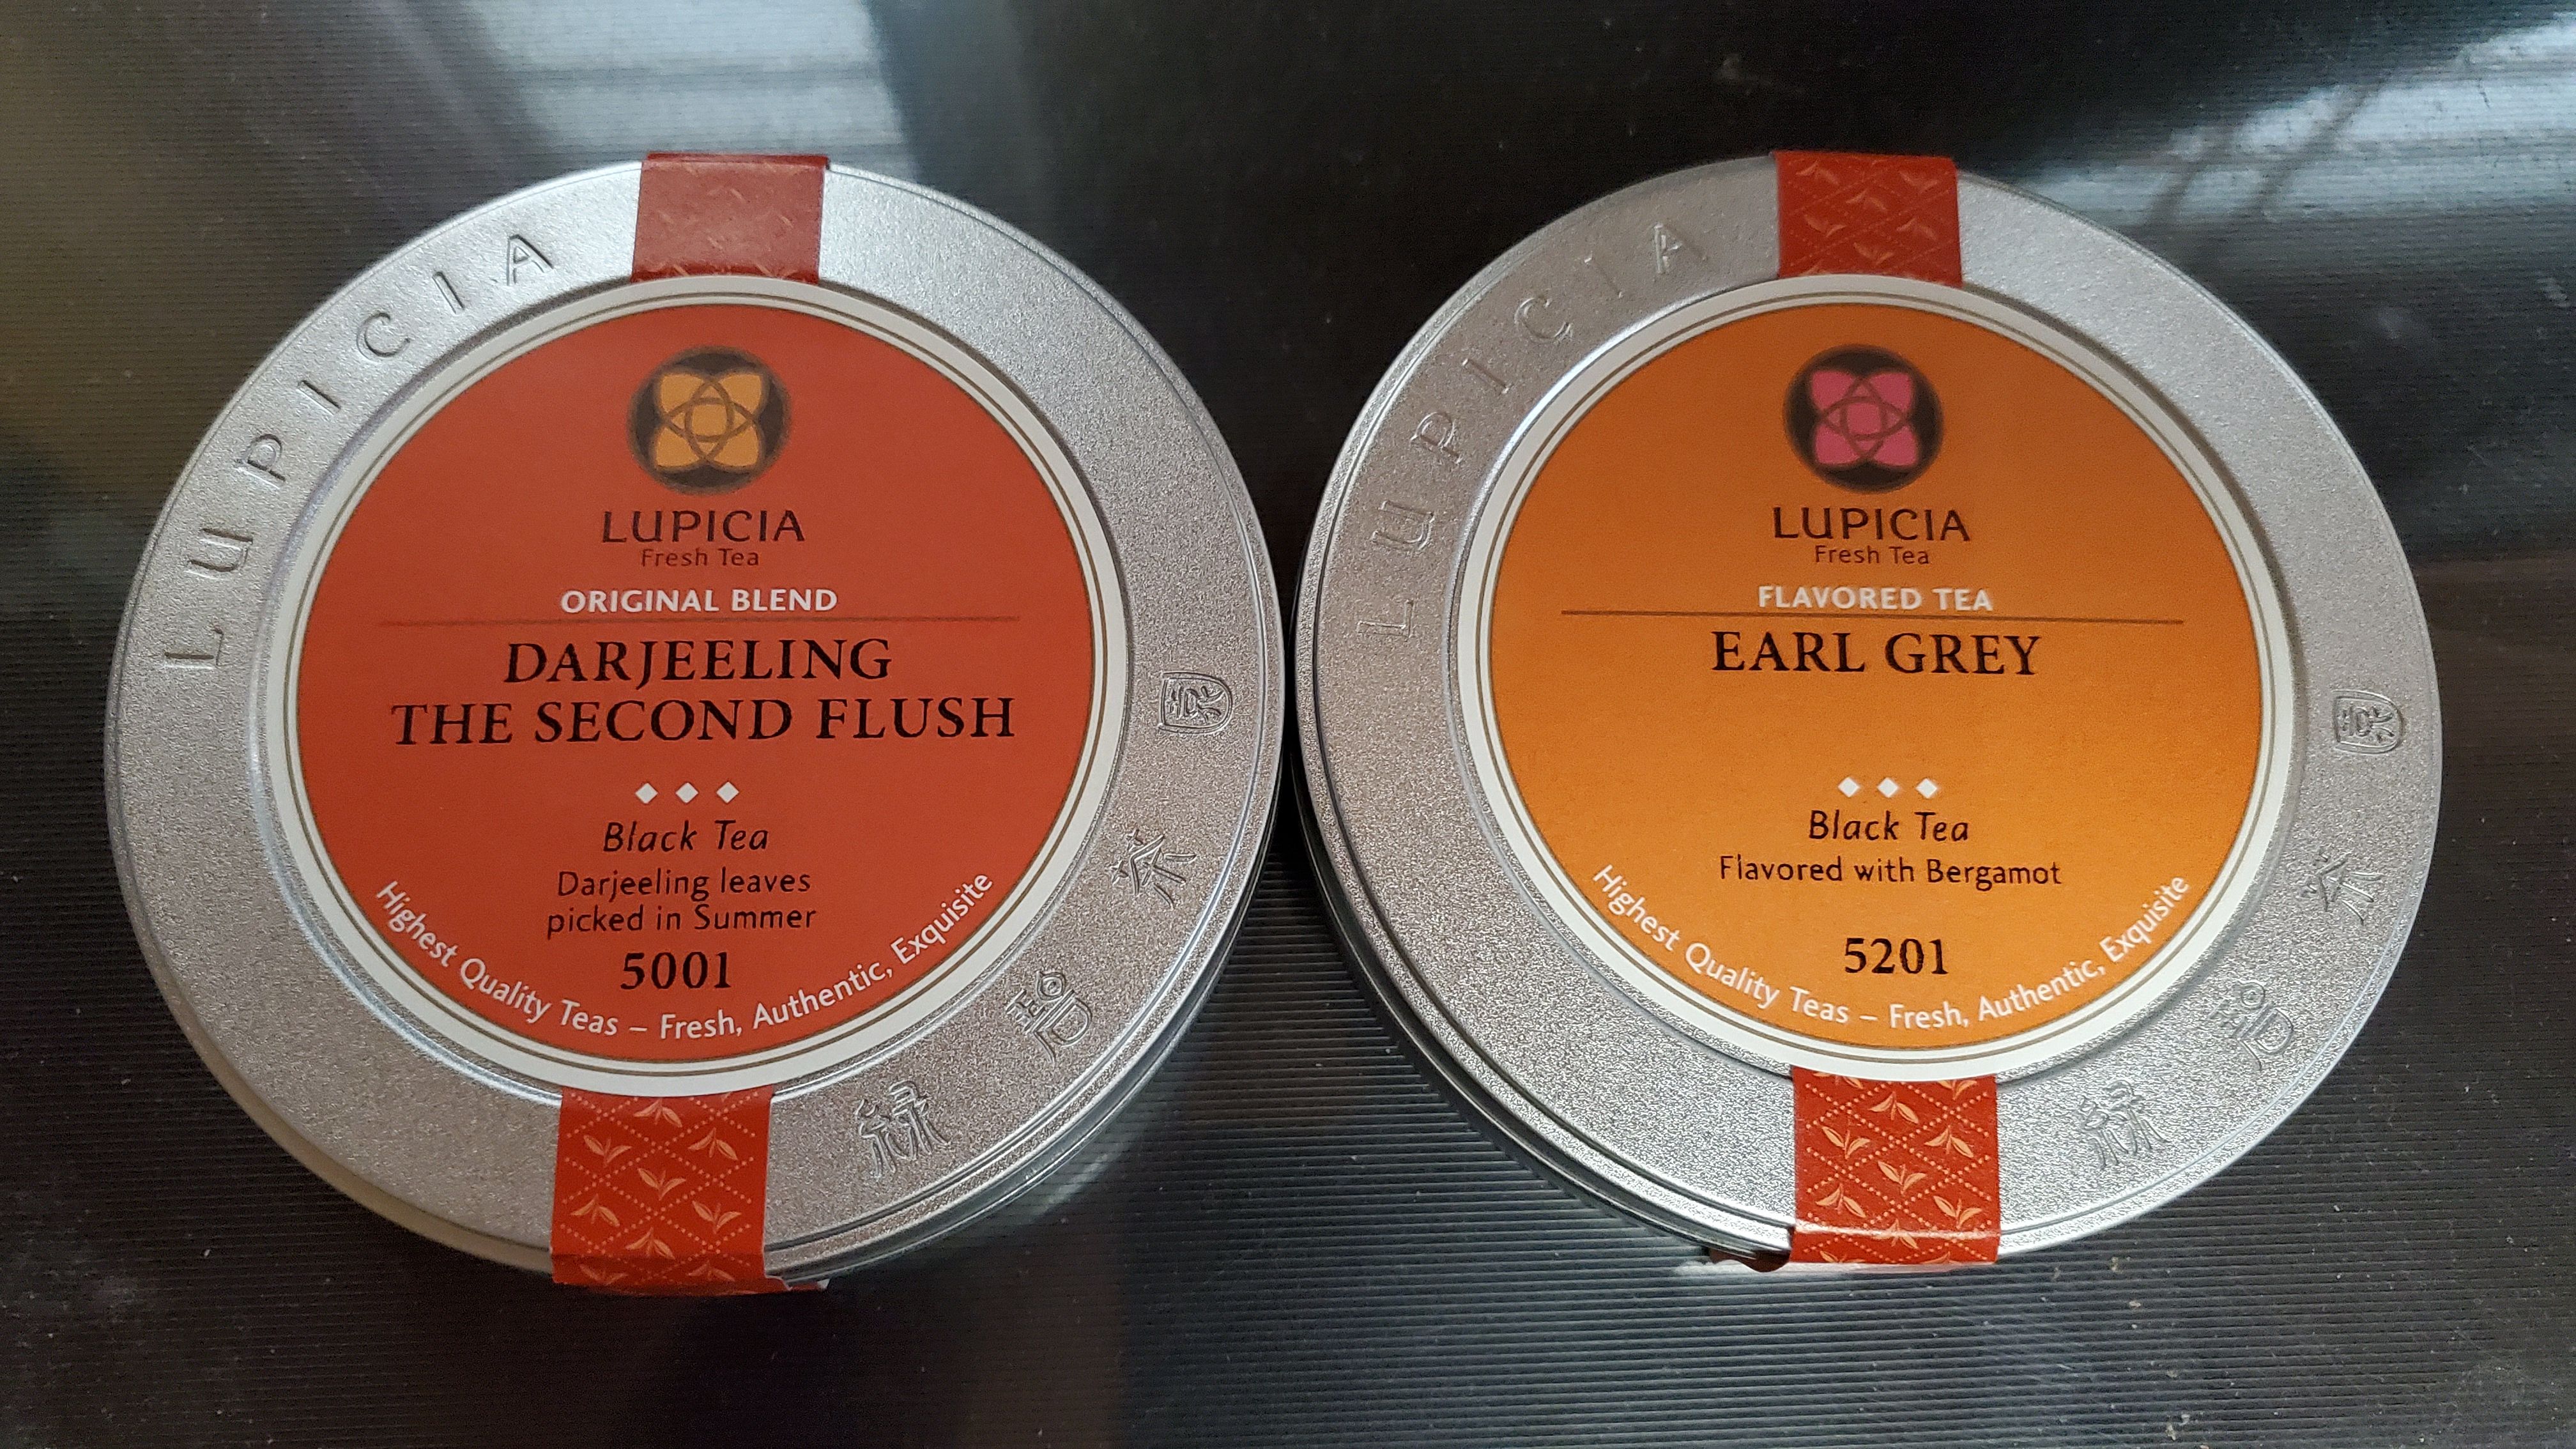 LUPICIA
LUPICIA
Fresh Tea
ORIGINAL BLEND
DARJEELING
THE SECOND FLUSH
Black Tea
Darjeeling leaves
picked in Summer
5001
Highest Quality Teas – Fresh, Authentic, Exquisite
LUPICIA
LUPICIA
Fresh Tea
FLAVORED TEA
EARL GREY
Black Tea
Flavored with Bergamot
5201
Highest Quality Teas – Fresh, Authentic, Exquisite